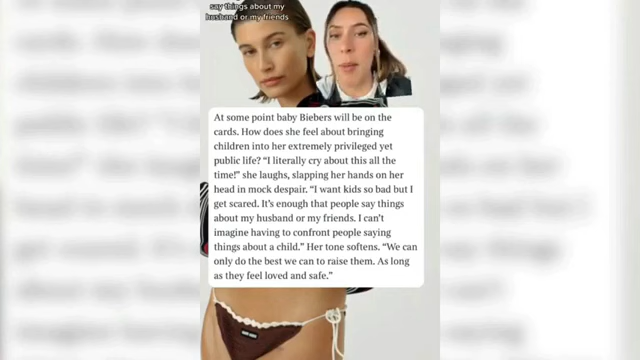 say things about my
husband or my friends
At some point baby Biebers will be on the
cards. How does she feel about bringing
children into her extremely privileged yet
public life? “I literally cry about this all the
time!” she laughs, slapping her hands on her
head in mock despair. “I want kids so bad but I
get scared. It’s enough that people say things
about my husband or my friends. I can’t
imagine having to confront people saying
things about a child.” Her tone softens. “We can
only do the best we can to raise them. As long
as they feel loved and safe.”